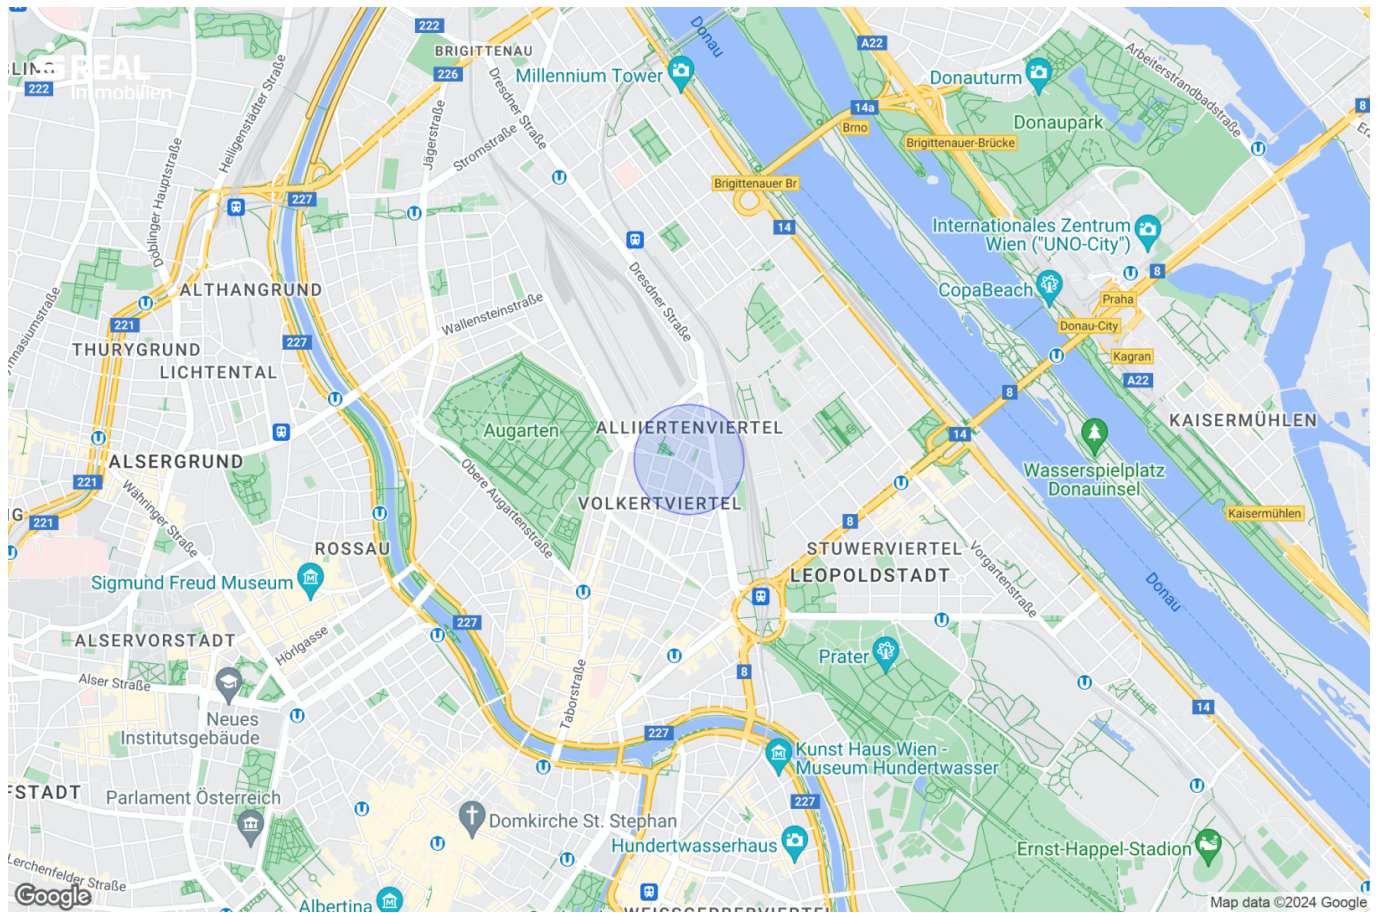 222
BRIGITTENAU
Donau
A22
Arbeiterstrandbadstraße
REAL
Immobilien
222
226
Millennium Tower
Donauturm
14a
8
Heiligenstädter Straße
Dresdner Straße
Jägerstraße
Stromstraße
Brno
Donaupark
Brigittenauer-Brücke
Döblinger Hauptstraße
227
Brigittenauer Br
14
Internationales Zentrum
Wien ("UNO-City")
8
ALTHANGRUND
Dresdner Straße
CopaBeach
Praha
221
Wallensteinstraße
Donau-City
THURYGRUND
227
Kagran
LICHTENTAL
A22
8
Augarten
ALLIIERTENVIERTEL
14
KAISERMÜHLEN
ALSERGRUND
Wasserspielplatz
Donauinsel
221
Währinger Straße
Obere Augartenstraße
VOLKERTVIERTEL
Kaisermühlen
G
221
8
ROSSAU
STUWERVIERTEL
Vorgartenstraße
Sigmund Freud Museum
LEOPOLDSTADT
Donau
227
ALSERVORSTADT
Hörlgasse
Prater
Alser Straße
8
Taborstraße
14
Neues
Institutsgebäude
227
Kunst Haus Wien -
Museum Hundertwasser
FSTADT
Parlament Österreich
227
Domkirche St. Stephan
Hundertwasserhaus
Ernst-Happel-Stadion
Lerchenfelder Straße
Google
Albertina
WEISSGERBERVIERTEL
Map data ©2024 Google